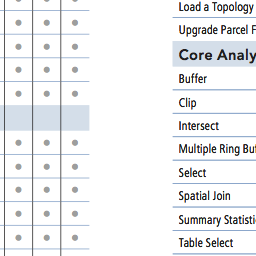 Load a Topology
Upgrade Parcel F
Core Analy
Buffer
Clip
Intersect
Multiple Ring Buf
Select
Spatial Join
Summary Statisti
Table Select